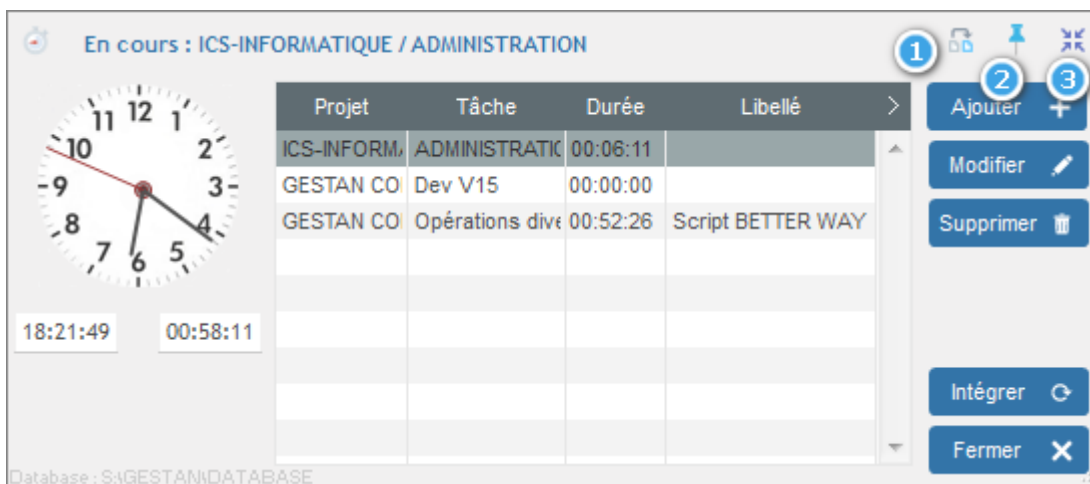 En cours : ICS-INFORMATIQUE / ADMINISTRATION
1
2
3
12
1
2
3
4
5
6
7
8
9
10
11
18:21:49 00:58:11
Projet Tâche Durée Libellé >
ICS-INFORM ADMINISTRATI 00:06:11
GESTAN CO Dev V15 00:00:00
GESTAN CO Opérations dive 00:52:26 Script BETTER WAY
Ajouter +
Modifier
Supprimer
Intégrer
Fermer X
Database : S:\GESTAN\DATABASE